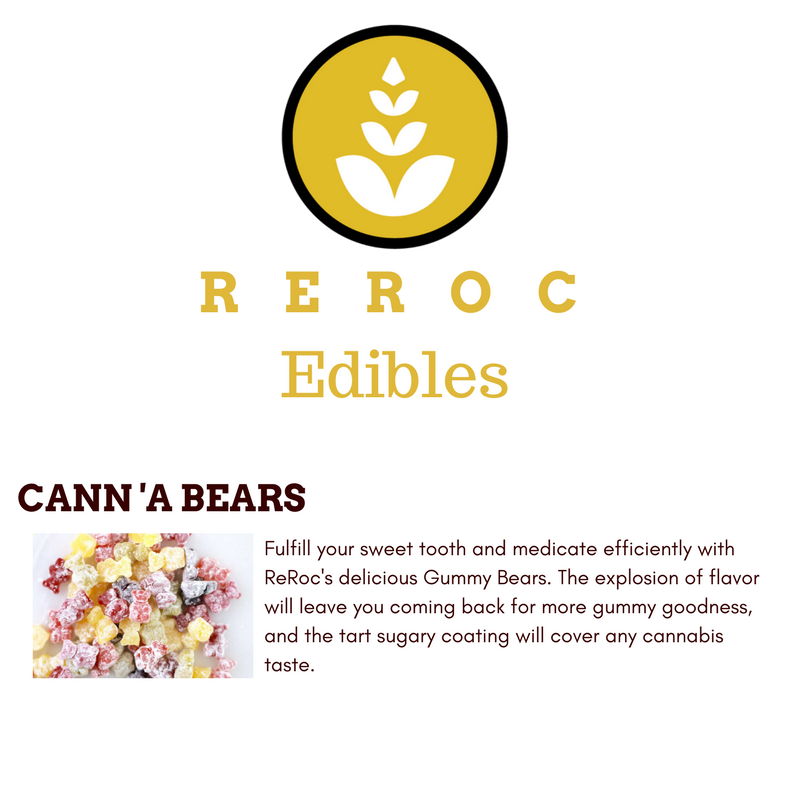 R E R O C
Edibles
CANN 'A BEARS
Fulfill your sweet tooth and medicate efficiently with
ReRoc's delicious Gummy Bears. The explosion of flavor
will leave you coming back for more gummy goodness,
and the tart sugary coating will cover any cannabis
taste.